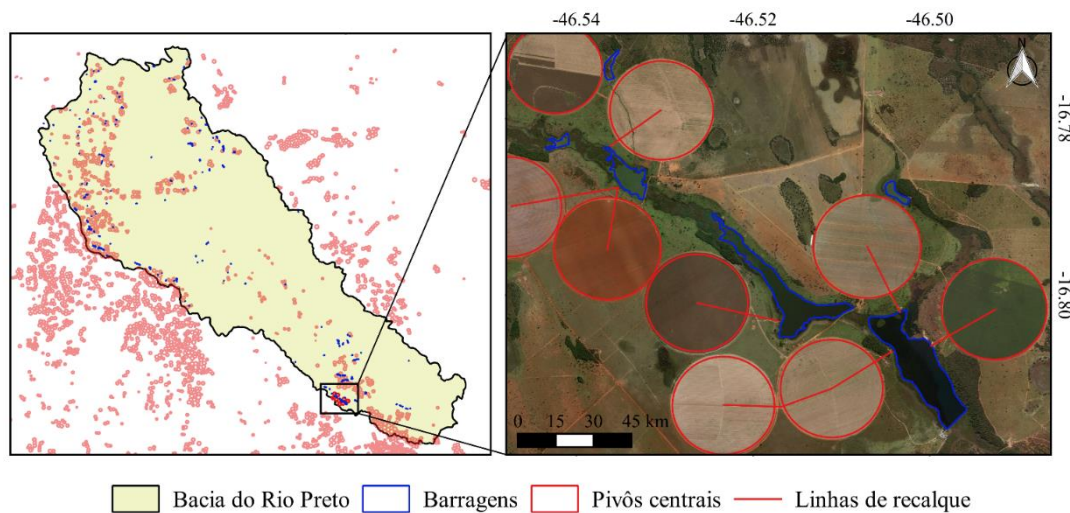 -46.54 -46.52 -46.50
N
-16.78
-16.80
0 15 30 45 km
Bacia do Rio Preto Barragens Pivôs centrais Linhas de recalque